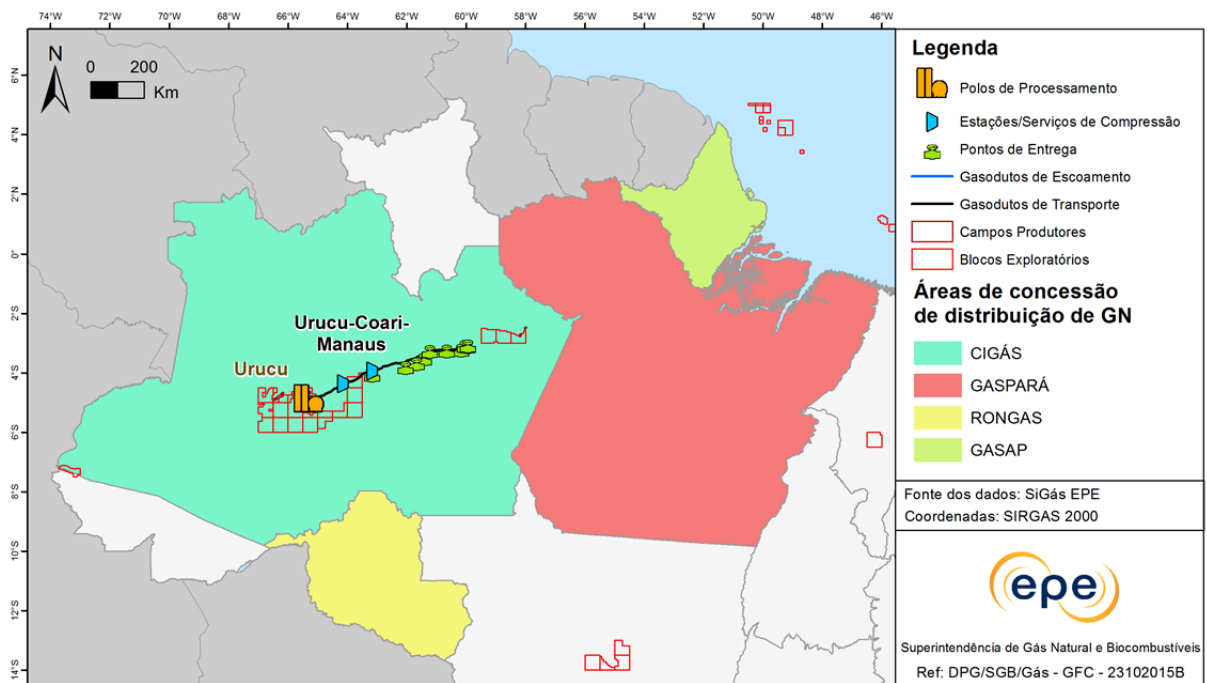 74°W 72°W 70°W 68°W 66°W 64°W 62°W 60°W 58°W 56°W 54°W 52°W 50°W 48°W 46°W
N
0 200
Km
6°N
4°N
2°N
0°
2°S
4°S
6°S
8°S
10°S
12°S
14°S
Urucu-Coari-
Manaus
Urucu
Legenda
Polos de Processamento
Estações/Serviços de Compressão
Pontos de Entrega
Gasodutos de Escoamento
Gasodutos de Transporte
Campos Produtores
Blocos Exploratórios
Áreas de concessão
de distribuição de GN
CIGÁS
GASPARÁ
RONGAS
GASAP
Fonte dos dados: SiGás EPE
Coordenadas: SIRGAS 2000
epe
Superintendência de Gás Natural e Biocombustíveis
Ref: DPG/SGB/Gás - GFC - 23102015B